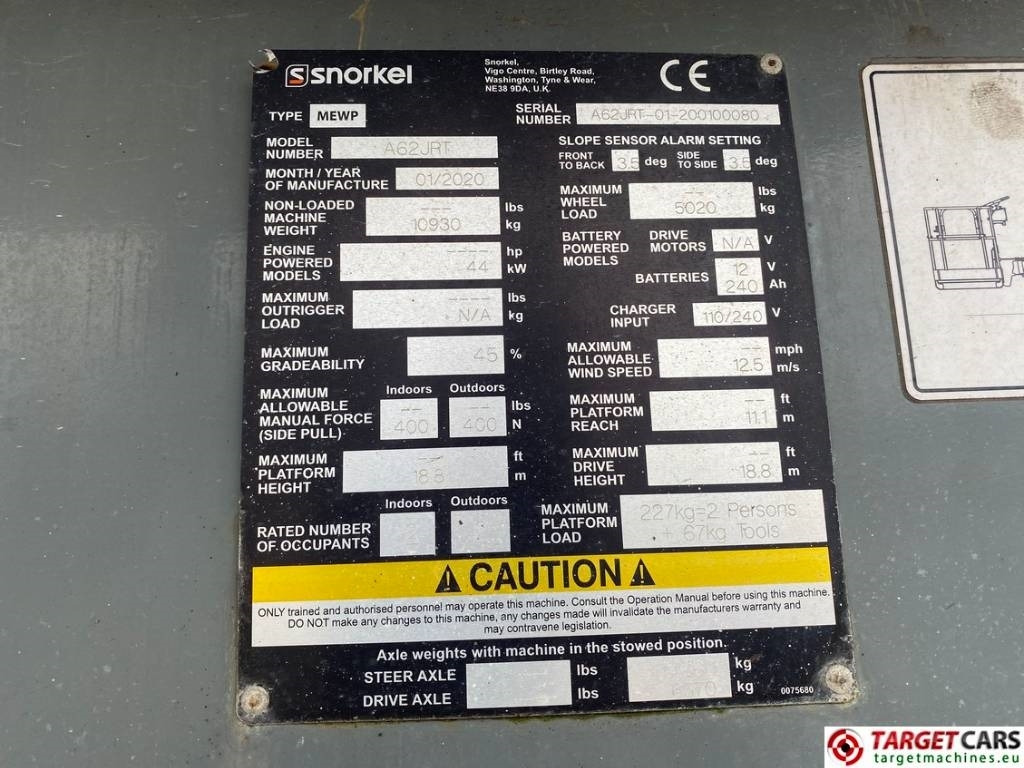 snorkel
Snorkel,
Vigo Centre, Birtley Road,
Washington, Tyne & Wear,
NE38 9DA, U.K.
CE
TYPE MEWP
SERIAL NUMBER A62JRT-01-200100080
MODEL NUMBER A62JRT
MONTH / YEAR OF MANUFACTURE 01/2020
NON-LOADED MACHINE WEIGHT --- lbs
10930 kg
ENGINE POWERED MODELS ---- hp
44 kW
MAXIMUM OUTRIGGER LOAD ---- lbs
N/A kg
MAXIMUM GRADEABILITY 45 %
Indoors Outdoors
MAXIMUM ALLOWABLE MANUAL FORCE (SIDE PULL) -- -- lbs
400 400 N
MAXIMUM PLATFORM HEIGHT -- ft
18.8 m
Indoors Outdoors
RATED NUMBER OF OCCUPANTS
SLOPE SENSOR ALARM SETTING
FRONT TO BACK 3.5 deg SIDE TO SIDE 3.5 deg
MAXIMUM WHEEL LOAD -- lbs
5020 kg
BATTERY POWERED MODELS DRIVE MOTORS N/A V
BATTERIES 12 V
240 Ah
CHARGER INPUT 110/240 V
MAXIMUM ALLOWABLE WIND SPEED -- mph
12.5 m/s
MAXIMUM PLATFORM REACH -- ft
11.1 m
MAXIMUM DRIVE HEIGHT -- ft
18.8 m
MAXIMUM PLATFORM LOAD 227kg=2 Persons
+ 67kg Tools
CAUTION
ONLY trained and authorised personnel may operate this machine. Consult the Operation Manual before using this machine.
DO NOT make any changes to this machine, any changes made will invalidate the manufacturers warranty and
may contravene legislation.
Axle weights with machine in the stowed position.
STEER AXLE lbs kg
DRIVE AXLE lbs kg
0075680
TARGETCARS
targetmachines.eu